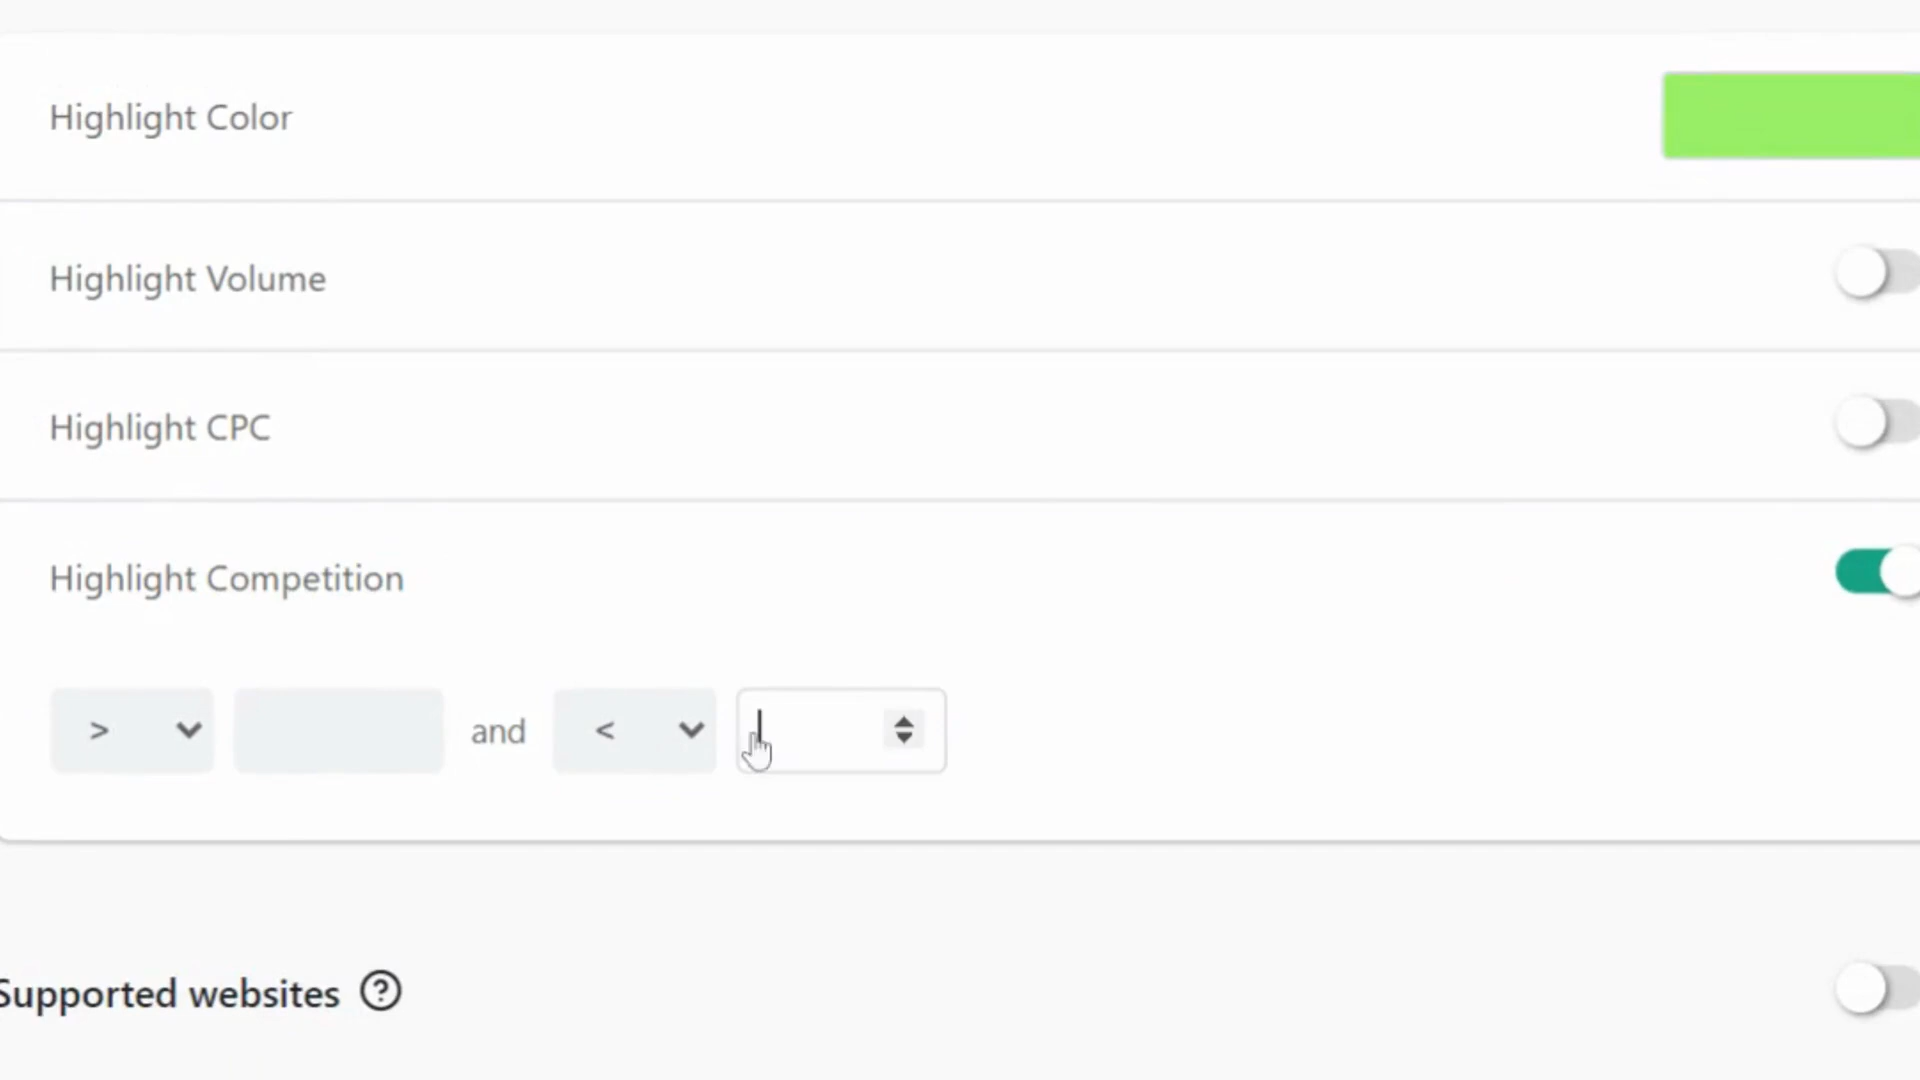 Highlight Color
Highlight Volume
Highlight CPC
Highlight Competition
> and <
Supported websites ?